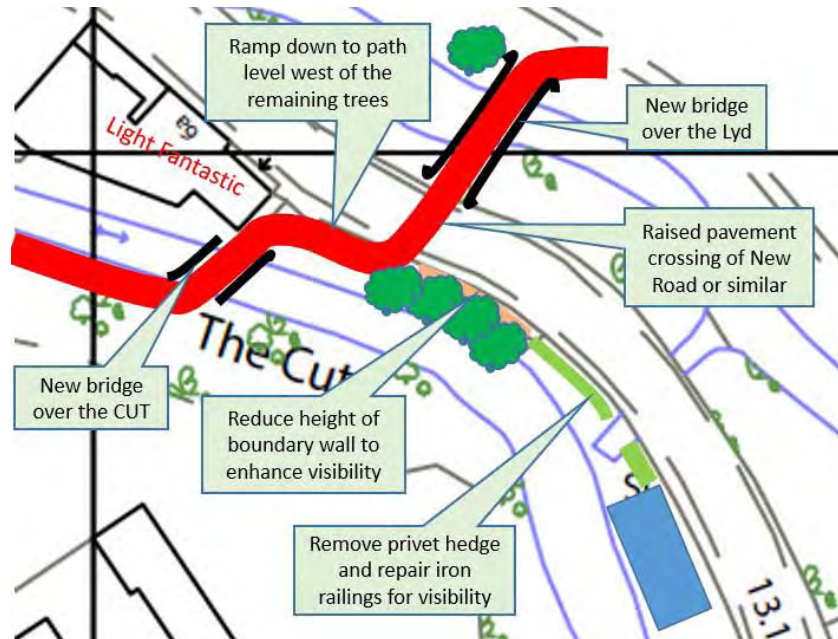 Ramp down to path
level west of the
remaining trees
New bridge
over the Lyd
Light Fantastic
Raised pavement
crossing of New
Road or similar
The Cut
New bridge
over the CUT
Reduce height of
boundary wall to
enhance visibility
Remove privet hedge
and repair iron
railings for visibility
13.1